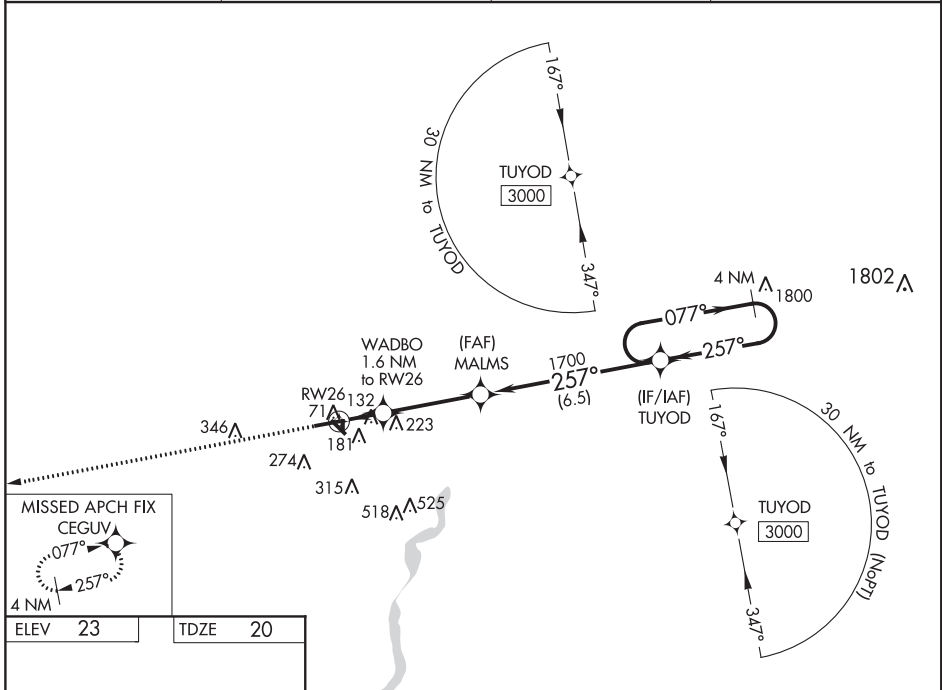 167°
30 NM to TUYOD
TUYOD
3000
347°
4 NM
1800
1802
077°
257°
WADBO
1.6 NM
to RW26
(FAF)
MALMS
1700
257°
(6.5)
(IF/IAF)
TUYOD
RW26
71
132
223
181
346
274
315
518
525
167°
30 NM to TUYOD (NoPT)
TUYOD
3000
347°
MISSED APCH FIX
CEGUV
077°
257°
4 NM
ELEV 23
TDZE 20